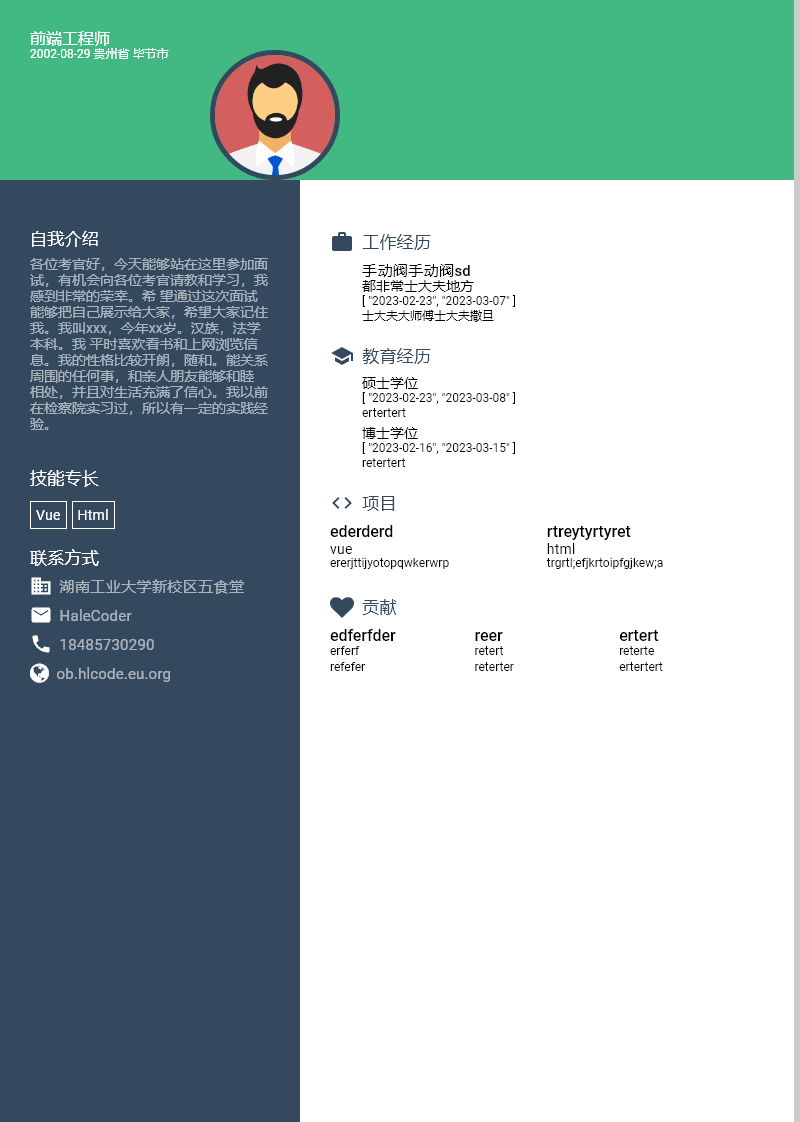 前端工程师
2002-08-29 贵州省 毕节市
自我介绍
各位考官好，今天能够站在这里参加面
试，有机会向各位考官请教和学习，我
感到非常的荣幸。希 望通过这次面试
能够把自己展示给大家，希望大家记住
我。我叫xxx，今年xx岁。汉族，法学
本科。我 平时喜欢看书和上网浏览信
息。我的性格比较开朗，随和。能关系
周围的任何事，和亲人朋友能够和睦
相处，并且对生活充满了信心。我以前
在检察院实习过，所以有一定的实践经
验。
技能专长
Vue Html
联系方式
湖南工业大学新校区五食堂
HaleCoder
18485730290
ob.hlcode.eu.org
工作经历
手动阀手动阀sd
都非常士大夫地方
[ "2023-02-23", "2023-03-07" ]
士大夫大师傅士大夫撒旦
教育经历
硕士学位
[ "2023-02-23", "2023-03-08" ]
ertertert
博士学位
[ "2023-02-16", "2023-03-15" ]
retertert
项目
ederderd rtreytyrtyret
vue html
ererjttijyotopqwkerwrp trgrtl;efjkrtoipfgjkew;a
贡献
edferfder reer ertert
erferf retert reterte
refefer reterter ertertert